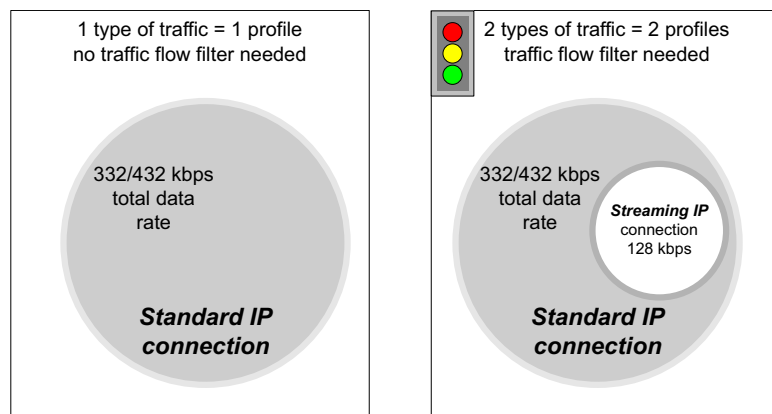 1 type of traffic = 1 profile
no traffic flow filter needed
332/432 kbps
total data
rate
Standard IP
connection
2 types of traffic = 2 profiles
traffic flow filter needed
332/432 kbps
total data
rate
Streaming IP
connection
128 kbps
Standard IP
connection